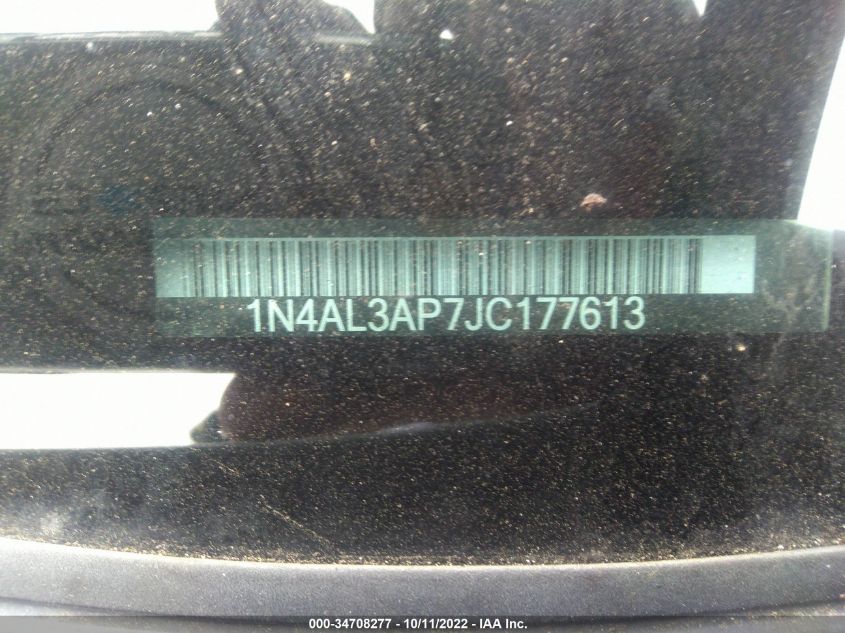 1N4AL3AP7JC177613
000-34708277 - 10/11/2022 - IAA Inc.